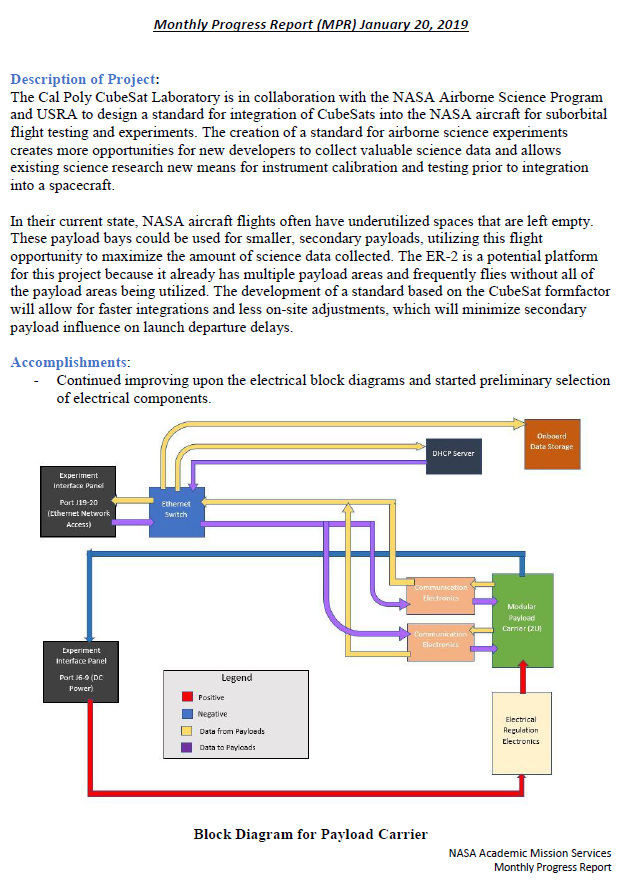 Monthly Progress Report (MPR) January 20, 2019
Description of Project:
The Cal Poly CubeSat Laboratory is in collaboration with the NASA Airborne Science Program
and USRA to design a standard for integration of CubeSats into the NASA aircraft for suborbital
flight testing and experiments. The creation of a standard for airborne science experiments
creates more opportunities for new developers to collect valuable science data and allows
existing science research new means for instrument calibration and testing prior to integration
into a spacecraft.
In their current state, NASA aircraft flights often have underutilized spaces that are left empty.
These payload bays could be used for smaller, secondary payloads, utilizing this flight
opportunity to maximize the amount of science data collected. The ER-2 is a potential platform
for this project because it already has multiple payload areas and frequently flies without all of
the payload areas being utilized. The development of a standard based on the CubeSat formfactor
will allow for faster integrations and less on-site adjustments, which will minimize secondary
payload influence on launch departure delays.
Accomplishments:
- Continued improving upon the electrical block diagrams and started preliminary selection
of electrical components.
Onboard
Data Storage
DHCP Server
Experiment
Interface Panel
Port J19-20
(Ethernet Network
Access)
Ethernet
Switch
Communication
Electronics
Modular
Payload
Carrier (2U)
Communication
Electronics
Experiment
Interface Panel
Port J6-9 (DC
Power)
Legend
Positive
Negative
Data from Payloads
Data to Payloads
Electrical
Regulation
Electronics
Block Diagram for Payload Carrier
NASA Academic Mission Services
Monthly Progress Report